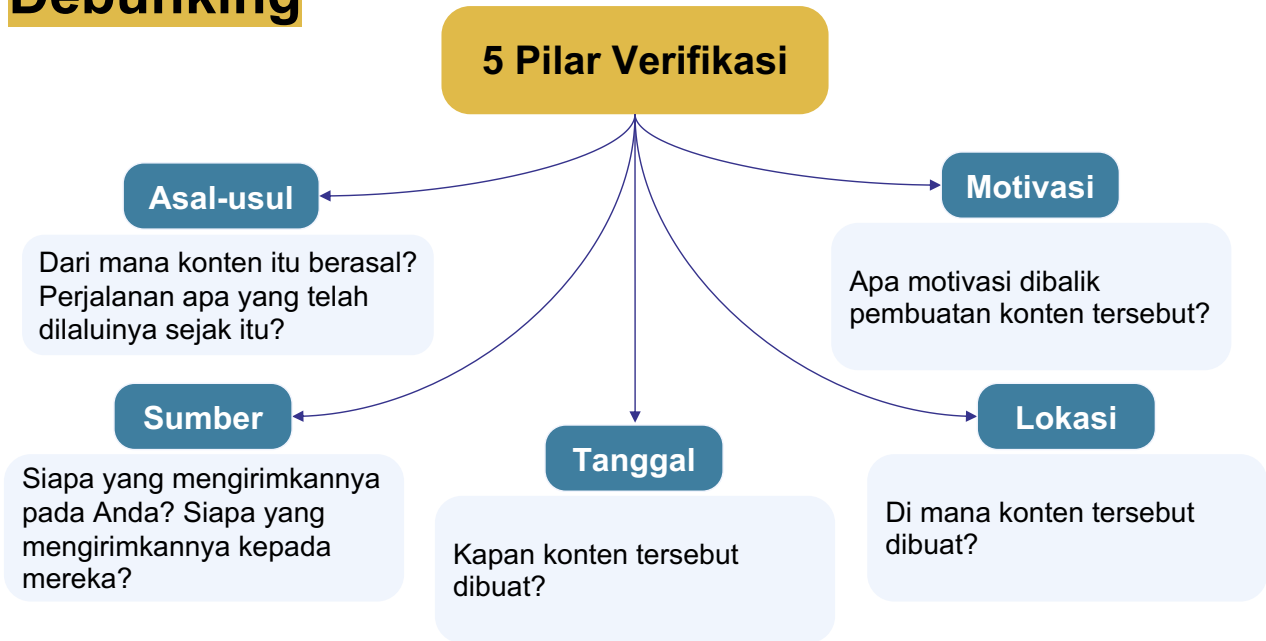 Debunking
5 Pilar Verifikasi
Asal-usul
Dari mana konten itu berasal?
Perjalanan apa yang telah
dilaluinya sejak itu?
Motivasi
Apa motivasi dibalik
pembuatan konten tersebut?
Sumber
Siapa yang mengirimkannya
pada Anda? Siapa yang
mengirimkannya kepada
mereka?
Tanggal
Kapan konten tersebut
dibuat?
Lokasi
Di mana konten tersebut
dibuat?